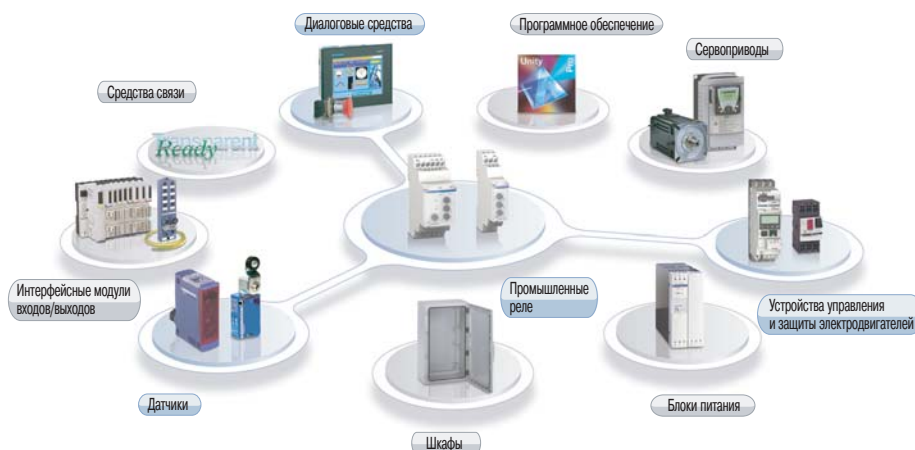 Диалоговые средства
Программное обеспечение
Сервоприводы
Средства связи
Unity
Pro
Transparent
Ready
Интерфейсные модули
входов/выходов
Промышленные
реле
Устройства управления
и защиты электродвигателей
Датчики
Блоки питания
Шкафы